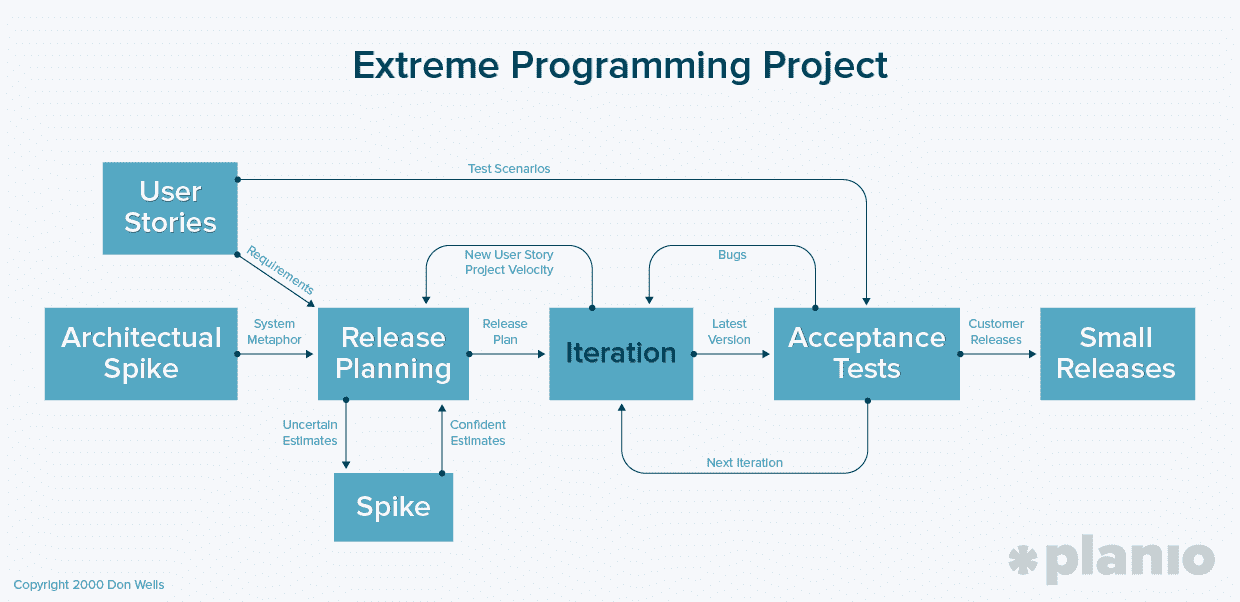 Extreme Programming Project
Test Scenarios
User
Stories
Requirements
New User Story
Project Velocity
Bugs
Architectual
Spike
System
Metaphor
Release
Planning
Release
Plan
Iteration
Latest
Version
Acceptance
Tests
Customer
Releases
Small
Releases
Uncertain
Estimates
Confident
Estimates
Next Iteration
Spike
planio
Copyright 2000 Don Wells